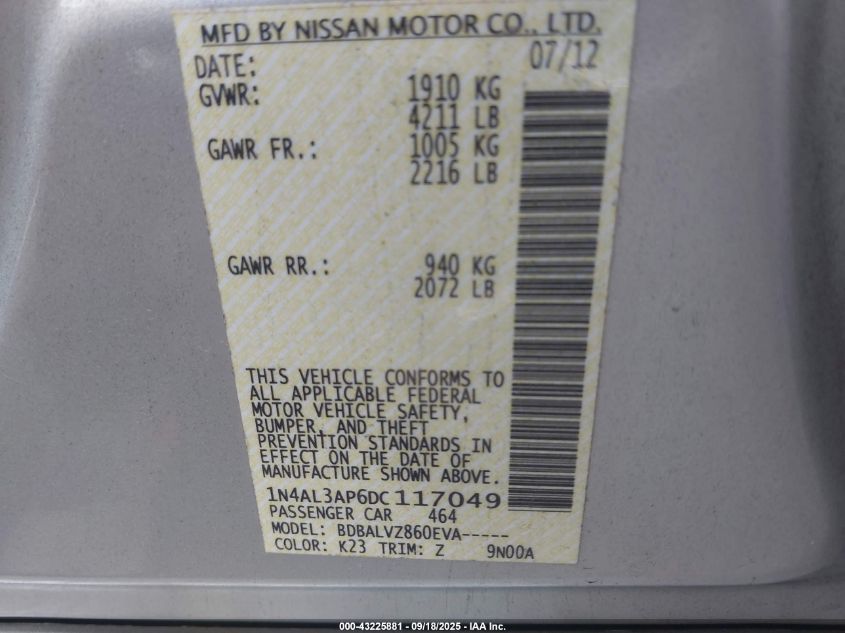 MFD BY NISSAN MOTOR CO., LTD.
DATE: 07/12
GVWR: 1910 KG
4211 LB
GAWR FR.: 1005 KG
2216 LB
GAWR RR.: 940 KG
2072 LB
THIS VEHICLE CONFORMS TO
ALL APPLICABLE FEDERAL
MOTOR VEHICLE SAFETY,
BUMPER, AND THEFT
PREVENTION STANDARDS IN
EFFECT ON THE DATE OF
MANUFACTURE SHOWN ABOVE.
1N4AL3AP6DC117049
PASSENGER CAR 464
MODEL: BDBALVZ860EVA-----
COLOR: K23 TRIM: Z 9N00A
000-43225881 - 09/18/2025 - IAA Inc.